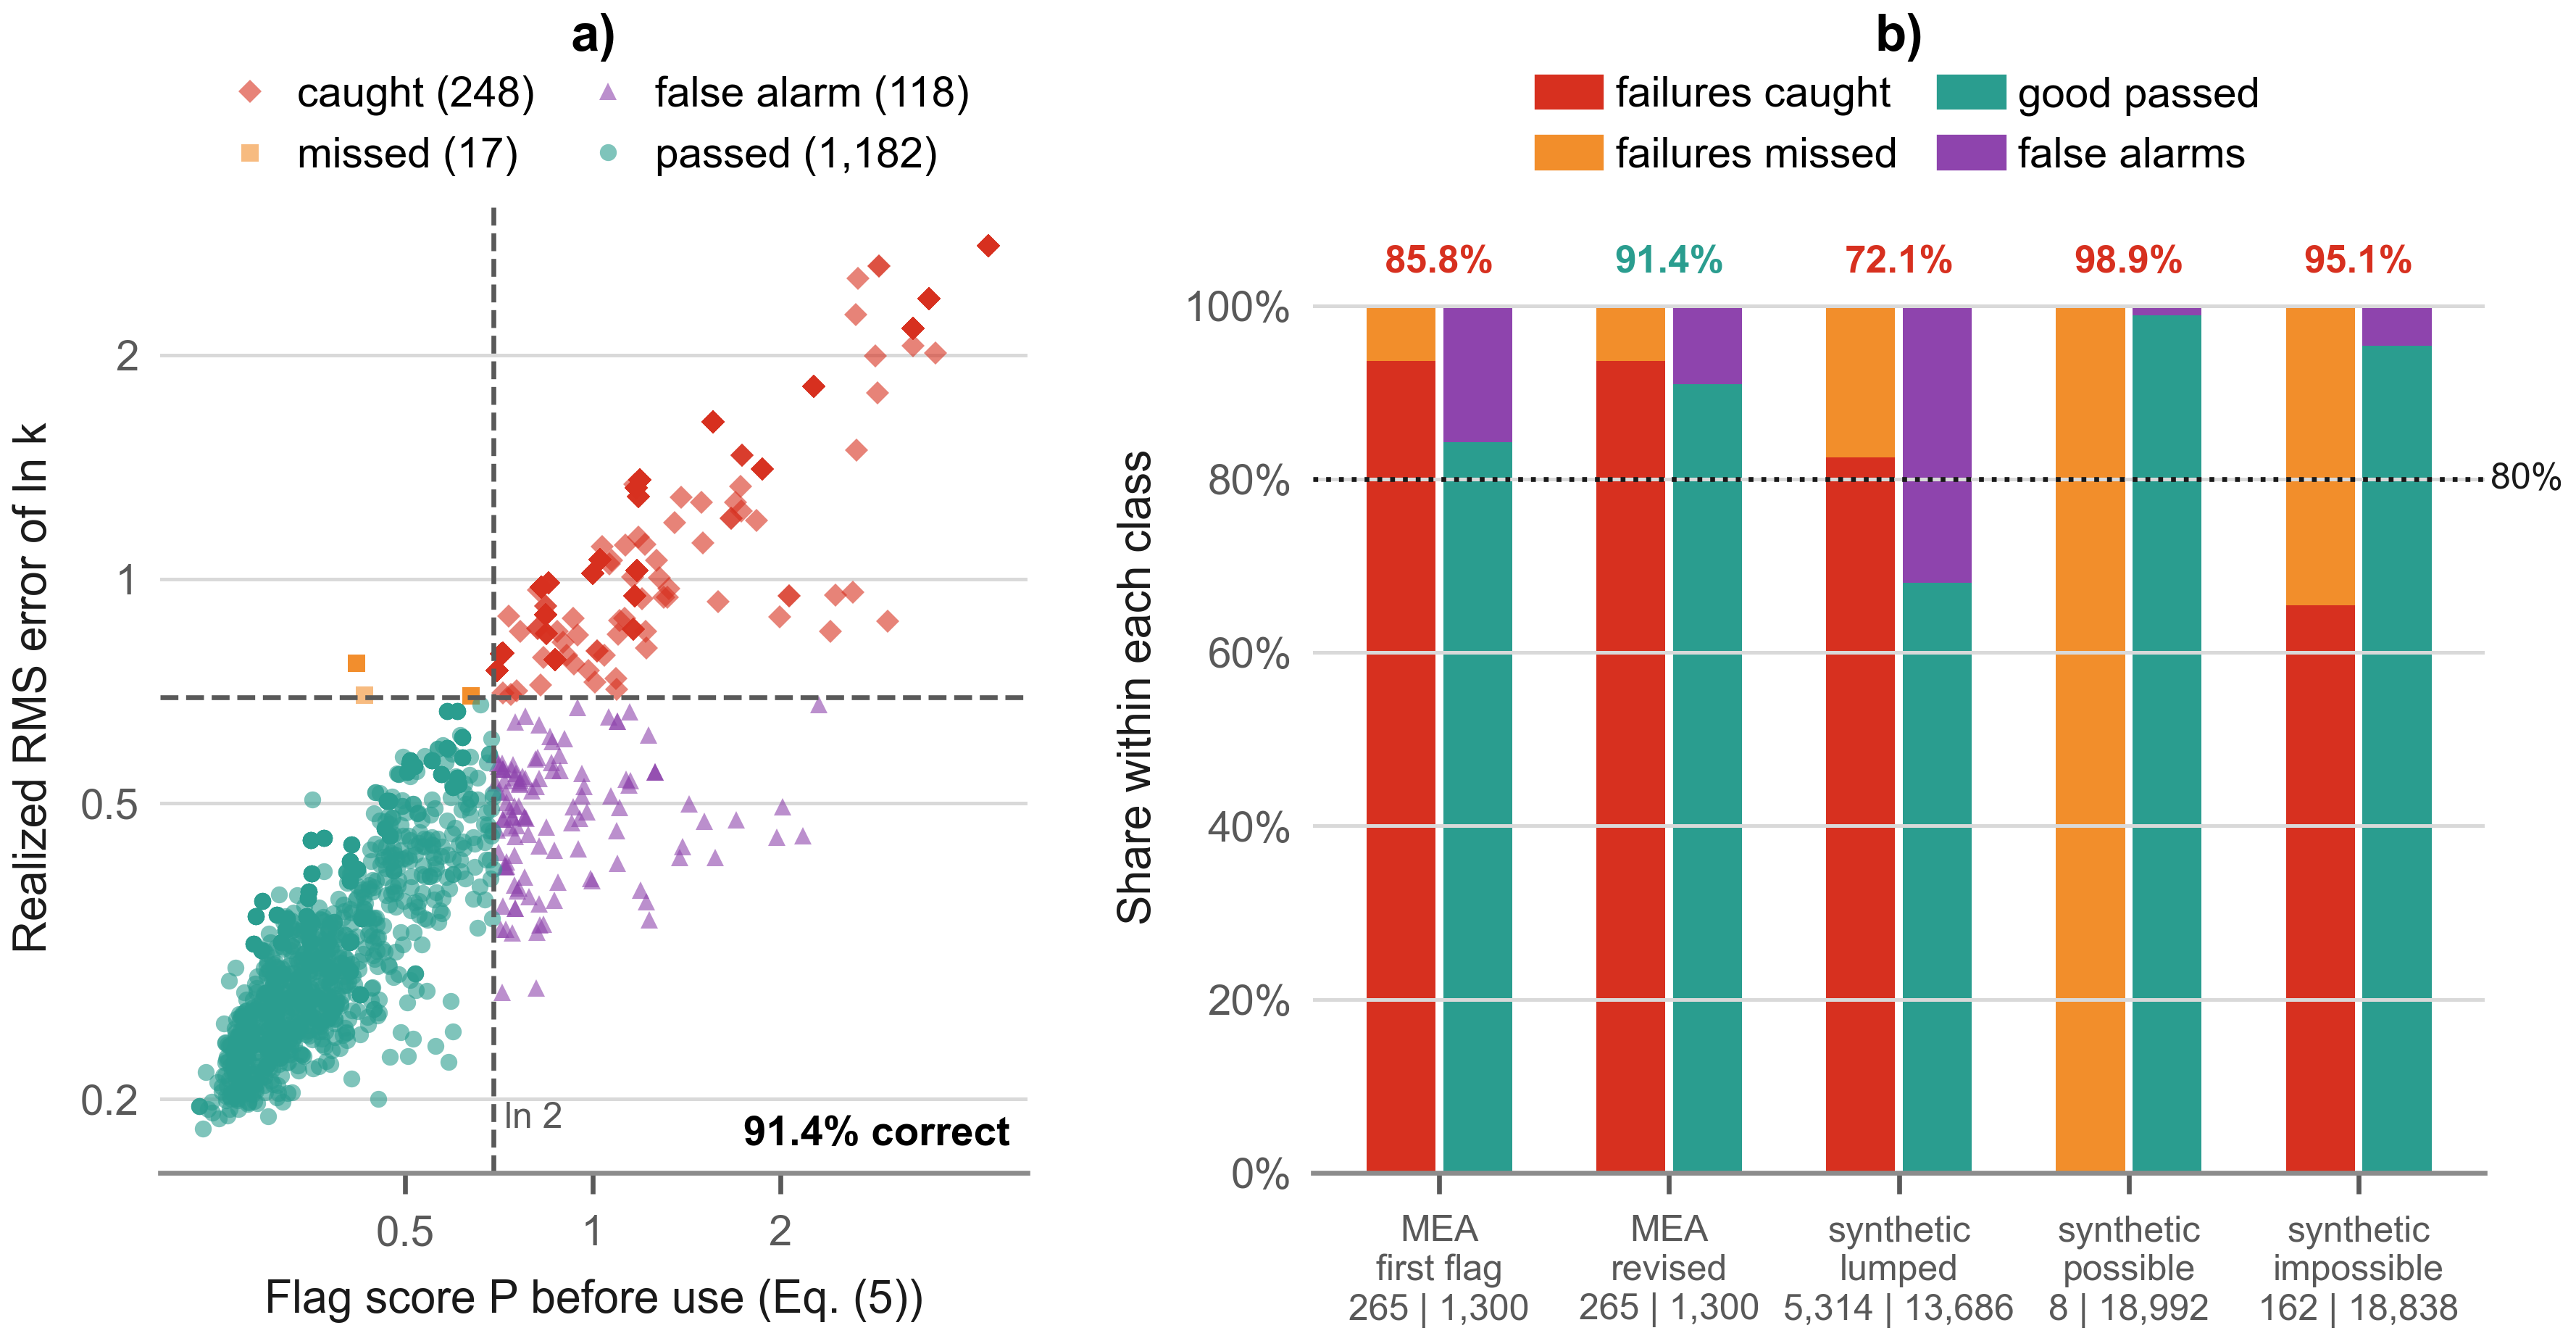 a)
caught (248)
false alarm (118)
missed (17)
passed (1,182)
Realized RMS error of ln k
2
1
0.5
0.2
ln 2
91.4% correct
0.5
1
2
Flag score P before use (Eq. (5))
b)
failures caught
good passed
failures missed
false alarms
85.8%
91.4%
72.1%
98.9%
95.1%
Share within each class
100%
80%
60%
40%
20%
0%
80%
MEA
first flag
265 | 1,300
MEA
revised
265 | 1,300
synthetic
lumped
5,314 | 13,686
synthetic
possible
8 | 18,992
synthetic
impossible
162 | 18,838